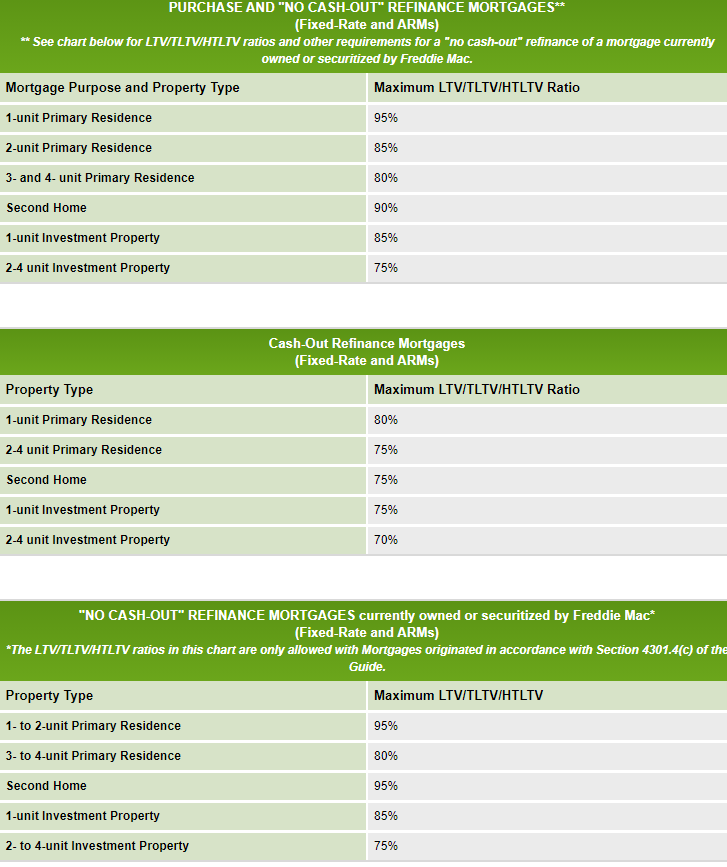 PURCHASE AND "NO CASH-OUT" REFINANCE MORTGAGES**
(Fixed-Rate and ARMs)
** See chart below for LTV/TLTV/HTLTV ratios and other requirements for a "no cash-out" refinance of a mortgage currently
owned or securitized by Freddie Mac.
Mortgage Purpose and Property Type Maximum LTV/TLTV/HTLTV Ratio
1-unit Primary Residence 95%
2-unit Primary Residence 85%
3- and 4- unit Primary Residence 80%
Second Home 90%
1-unit Investment Property 85%
2-4 unit Investment Property 75%
Cash-Out Refinance Mortgages
(Fixed-Rate and ARMs)
Property Type Maximum LTV/TLTV/HTLTV Ratio
1-unit Primary Residence 80%
2-4 unit Primary Residence 75%
Second Home 75%
1-unit Investment Property 75%
2-4 unit Investment Property 70%
"NO CASH-OUT" REFINANCE MORTGAGES currently owned or securitized by Freddie Mac*
(Fixed-Rate and ARMs)
*The LTV/TLTV/HTLTV ratios in this chart are only allowed with Mortgages originated in accordance with Section 4301.4(c) of the
Guide.
Property Type Maximum LTV/TLTV/HTLTV
1- to 2-unit Primary Residence 95%
3- to 4-unit Primary Residence 80%
Second Home 95%
1-unit Investment Property 85%
2- to 4-unit Investment Property 75%